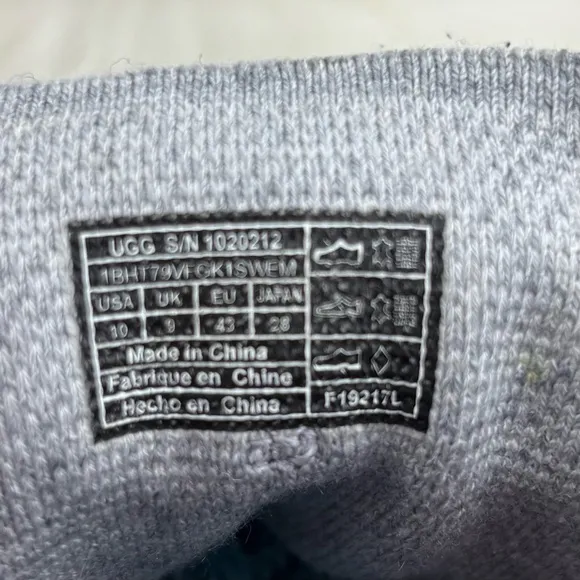 UGG S/N 1020212
USA UK EU JAPAN
10 9 43 28
Made in China
Fabrique en Chine
Hecho en China
F19217L